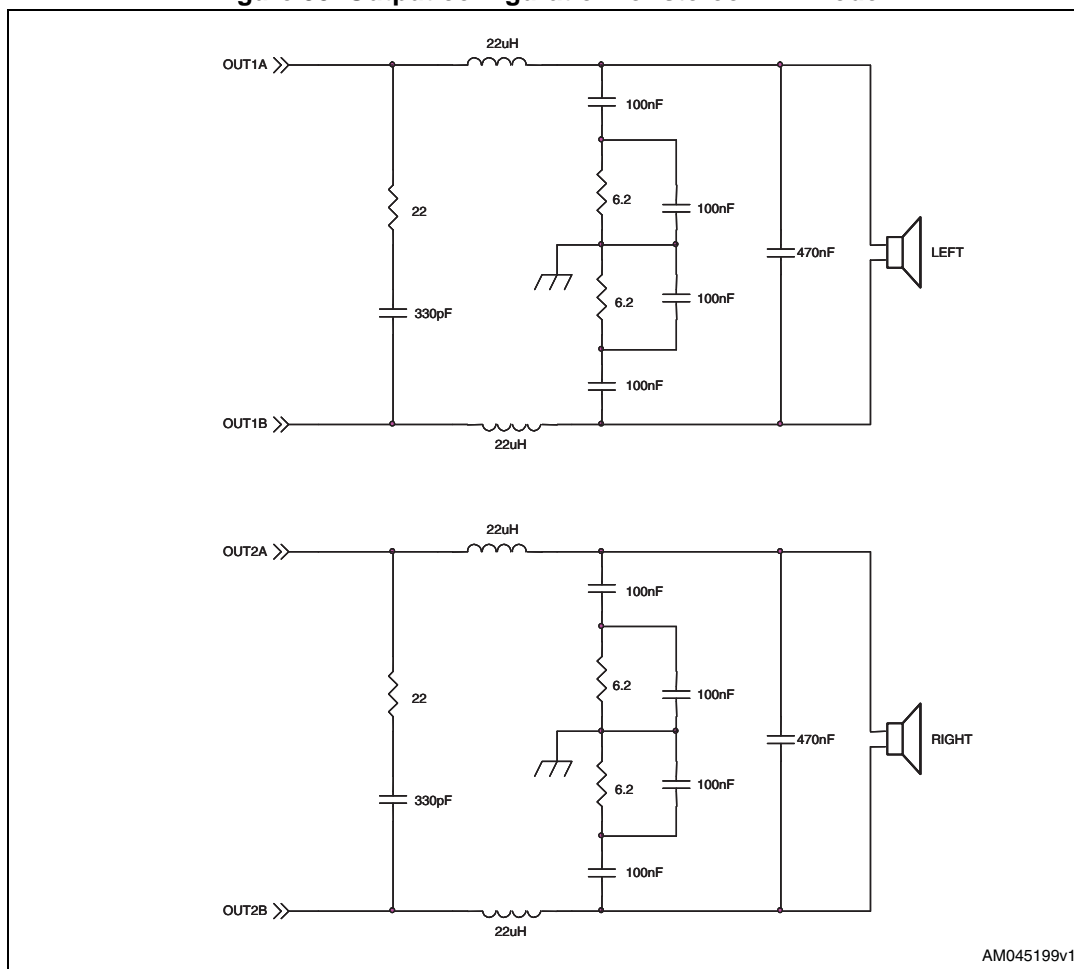 22uH
OUT1A
100nF
22
6.2
100nF
470nF
LEFT
330pF
6.2
100nF
100nF
OUT1B
22uH
22uH
OUT2A
100nF
22
6.2
100nF
470nF
RIGHT
330pF
6.2
100nF
100nF
OUT2B
22uH
AM045199v1